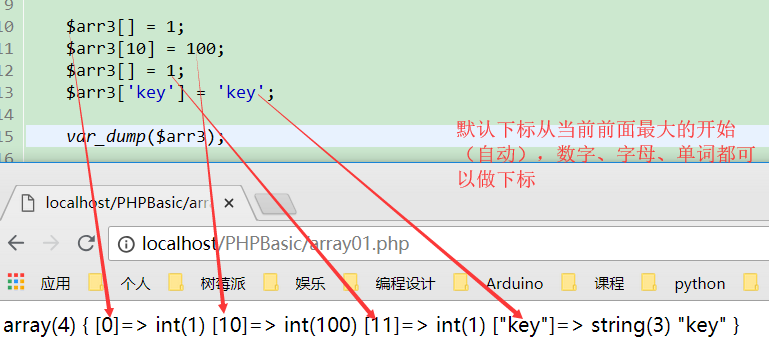 9
10 $arr3[] = 1;
11 $arr3[10] = 100;
12 $arr3[] = 1;
13 $arr3['key'] = 'key';
14
15 var_dump($arr3);
16
默认下标从当前前面最大的开始
（自动），数字、字母、单词都可
以做下标
localhost/PHPBasic/arr
localhost/PHPBasic/array01.php
应用 个人 树莓派 娱乐 编程设计 Arduino 课程 python
array(4) { [0]=> int(1) [10]=> int(100) [11]=> int(1) ["key"]=> string(3) "key" }